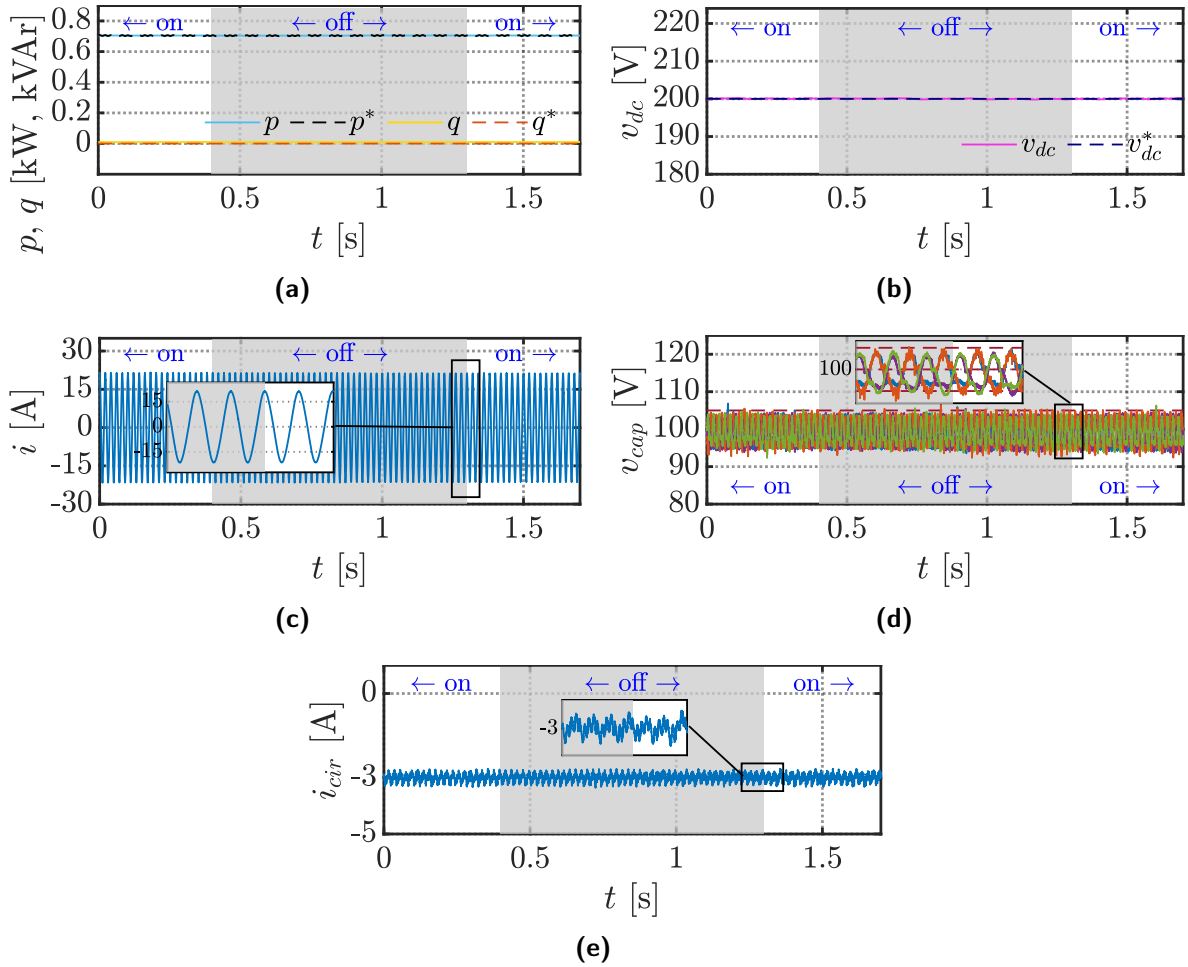 ← on ← off → on →
p, q [kW, kVAr]
0.8
0.6
0.4
0.2
0
p p* q q*
0 0.5 1 1.5
t [s]
(a)
← on ← off → on →
v_dc [V]
220
210
200
190
180
v_dc v*_dc
0 0.5 1 1.5
t [s]
(b)
← on ← off → on →
i [A]
30
15
0
-15
-30
15
0
-15
0 0.5 1 1.5
t [s]
(c)
v_cap [V]
120
110
100
90
80
100
← on ← off → on →
0 0.5 1 1.5
t [s]
(d)
← on ← off → on →
i_cir [A]
0
-3
-5
-3
0 0.5 1 1.5
t [s]
(e)